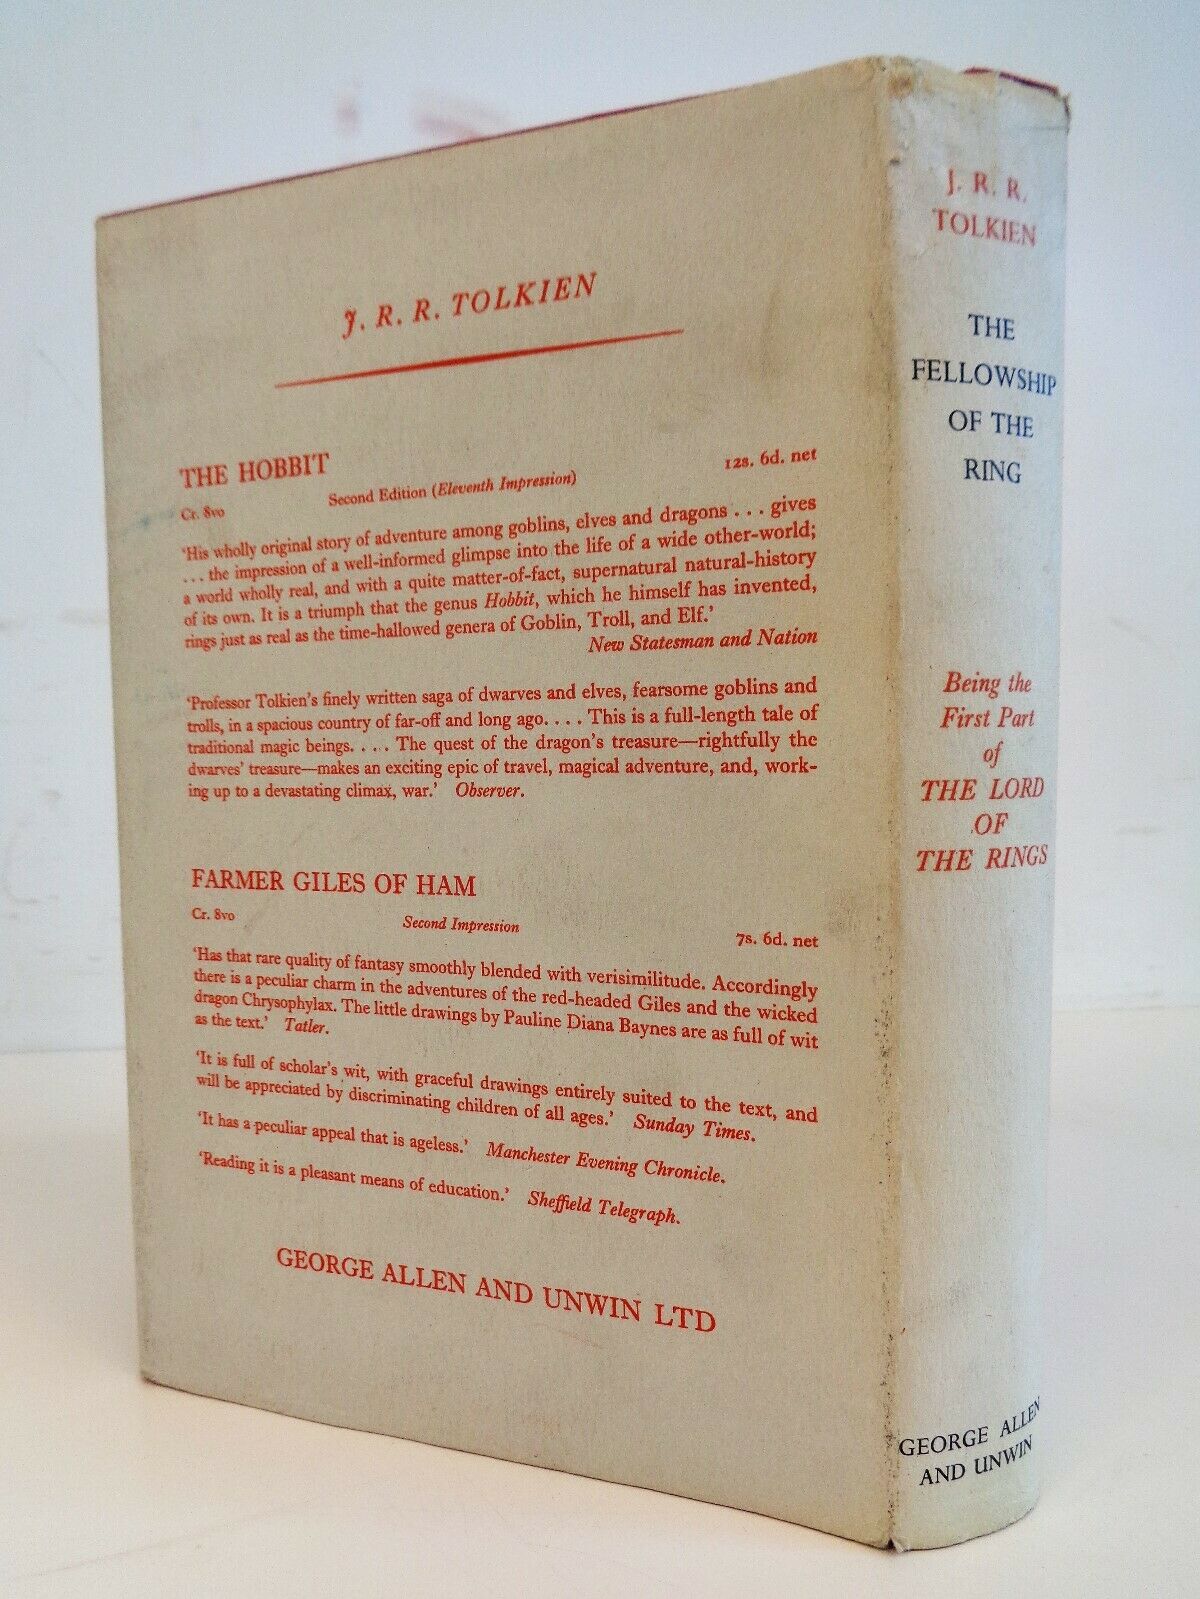 J. R. R. TOLKIEN
THE HOBBIT
12s. 6d. net
Cr. 8vo
Second Edition (Eleventh Impression)
‘His wholly original story of adventure among goblins, elves and dragons . . . gives
. . . the impression of a well-informed glimpse into the life of a wide other-world;
a world wholly real, and with a quite matter-of-fact, supernatural natural-history
of its own. It is a triumph that the genus Hobbit, which he himself has invented,
rings just as real as the time-hallowed genera of Goblin, Troll, and Elf.’
New Statesman and Nation
‘Professor Tolkien’s finely written saga of dwarves and elves, fearsome goblins and
trolls, in a spacious country of far-off and long ago. . . . This is a full-length tale of
traditional magic beings. . . . The quest of the dragon’s treasure—rightfully the
dwarves’ treasure—makes an exciting epic of travel, magical adventure, and, work-
ing up to a devastating climax, war.’ Observer.
FARMER GILES OF HAM
Cr. 8vo
Second Impression
7s. 6d. net
‘Has that rare quality of fantasy smoothly blended with verisimilitude. Accordingly
there is a peculiar charm in the adventures of the red-headed Giles and the wicked
dragon Chrysophylax. The little drawings by Pauline Diana Baynes are as full of wit
as the text.’ Tatler.
‘It is full of scholar’s wit, with graceful drawings entirely suited to the text, and
will be appreciated by discriminating children of all ages.’ Sunday Times.
‘It has a peculiar appeal that is ageless.’ Manchester Evening Chronicle.
‘Reading it is a pleasant means of education.’ Sheffield Telegraph.
GEORGE ALLEN AND UNWIN LTD
J. R. R.
TOLKIEN
THE
FELLOWSHIP
OF THE
RING
Being the
First Part
of
THE LORD
OF
THE RINGS
GEORGE ALLEN
AND UNWIN